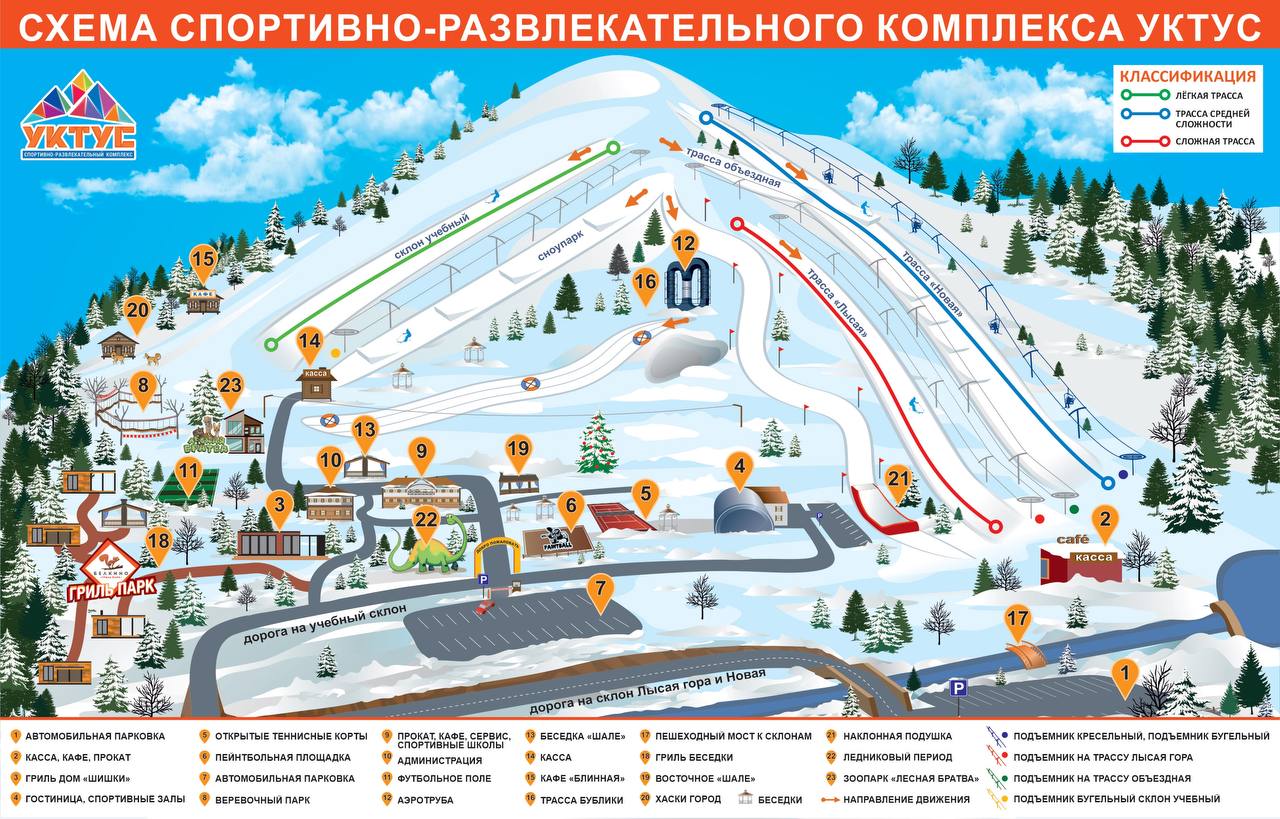 СХЕМА СПОРТИВНО-РАЗВЛЕКАТЕЛЬНОГО КОМПЛЕКСА УКТУС
УКТУС
СПОРТИВНО-РАЗВЛЕКАТЕЛЬНЫЙ КОМПЛЕКС
КЛАССИФИКАЦИЯ
ЛЁГКАЯ ТРАССА
ТРАССА СРЕДНЕЙ
СЛОЖНОСТИ
СЛОЖНАЯ ТРАССА
трасса объездная
склон учебный
сноупарк
трасса «Новая»
трасса «Лысая»
12
16
15
КАФЕ
20
14
касса
8
23
БРАТВА
13
9
10
19
11
3
4
21
6
5
22
PAINTBALL
P
2
café
касса
18
БЕЛКИНО
ГРИЛЬ ПАРК
ДОБРО ПОЖАЛОВАТЬ
P
7
дорога на учебный склон
17
1
P
дорога на склон Лысая гора и Новая
1 АВТОМОБИЛЬНАЯ ПАРКОВКА
2 КАССА, КАФЕ, ПРОКАТ
3 ГРИЛЬ ДОМ «ШИШКИ»
4 ГОСТИНИЦА, СПОРТИВНЫЕ ЗАЛЫ
5 ОТКРЫТЫЕ ТЕННИСНЫЕ КОРТЫ
6 ПЕЙНТБОЛЬНАЯ ПЛОЩАДКА
7 АВТОМОБИЛЬНАЯ ПАРКОВКА
8 ВЕРЕВОЧНЫЙ ПАРК
9 ПРОКАТ, КАФЕ, СЕРВИС,
СПОРТИВНЫЕ ШКОЛЫ
10 АДМИНИСТРАЦИЯ
11 ФУТБОЛЬНОЕ ПОЛЕ
12 АЭРОТРУБА
13 БЕСЕДКА «ШАЛЕ»
14 КАССА
15 КАФЕ «БЛИННАЯ»
16 ТРАССА БУБЛИКИ
17 ПЕШЕХОДНЫЙ МОСТ К СКЛОНАМ
18 ГРИЛЬ БЕСЕДКИ
19 ВОСТОЧНОЕ «ШАЛЕ»
20 ХАСКИ ГОРОД
БЕСЕДКИ
21 НАКЛОННАЯ ПОДУШКА
22 ЛЕДНИКОВЫЙ ПЕРИОД
23 ЗООПАРК «ЛЕСНАЯ БРАТВА»
НАПРАВЛЕНИЕ ДВИЖЕНИЯ
ПОДЪЕМНИК КРЕСЕЛЬНЫЙ, ПОДЪЕМНИК БУГЕЛЬНЫЙ
ПОДЪЕМНИК НА ТРАССУ ЛЫСАЯ ГОРА
ПОДЪЕМНИК НА ТРАССУ ОБЪЕЗДНАЯ
ПОДЪЕМНИК БУГЕЛЬНЫЙ СКЛОН УЧЕБНЫЙ